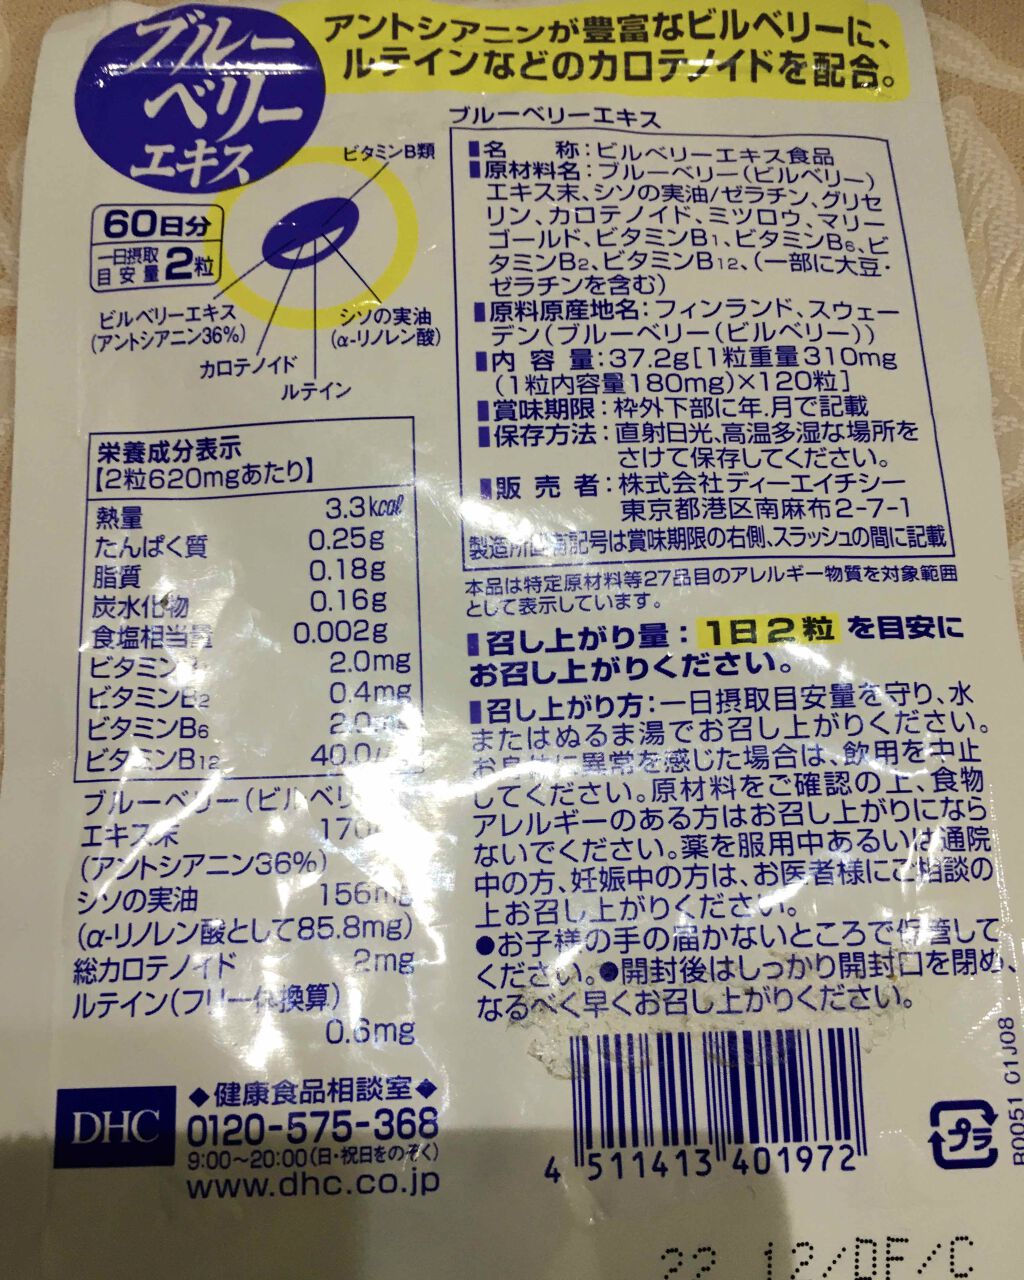 ブルー
ベリー
エキス
アントシアニンが豊富なビルベリーに、
ルテインなどのカロテノイドを配合。
60日分
一日摂取
目安量 2粒
ビタミンB類
ビルベリーエキス
(アントシアニン36%)
カロテノイド
ルテイン
シソの実油
(α-リノレン酸)
ブルーベリーエキス
■名 称:ビルベリーエキス食品
■原材料名:ブルーベリー(ビルベリー)
エキス末、シソの実油/ゼラチン、グリセ
リン、カロテノイド、ミツロウ、マリー
ゴールド、ビタミンB1、ビタミンB6、ビ
タミンB2、ビタミンB12、(一部に大豆・
ゼラチンを含む)
■原料原産地名:フィンランド、スウェー
デン(ブルーベリー(ビルベリー))
■内容量:37.2g[1粒重量310mg
(1粒内容量180mg)×120粒]
■賞味期限:枠外下部に年.月で記載
■保存方法:直射日光、高温多湿な場所を
さけて保存してください。
■販売者:株式会社ディーエイチシー
東京都港区南麻布2-7-1
製造所 記号は賞味期限の右側、スラッシュの間に記載
本品は特定原材料等27品目のアレルギー物質を対象範囲
として表示しています。
■召し上がり量:1日2粒を目安に
お召し上がりください。
■召し上がり方:一日摂取目安量を守り、水
またはぬるま湯でお召し上がりください。
お身体に異常を感じた場合は、飲用を中止
してください。原材料をご確認の上、食物
アレルギーのある方はお召し上がりになら
ないでください。薬を服用中あるいは通院
中の方、妊娠中の方は、お医者様にご相談の
上お召し上がりください。
●お子様の手の届かないところで保管して
ください。●開封後はしっかり開封口を閉め、
なるべく早くお召し上がりください。
栄養成分表示
【2粒620mgあたり】
熱量 3.3kcal
たんぱく質 0.25g
脂質 0.18g
炭水化物 0.16g
食塩相当量 0.002g
ビタミン 2.0mg
ビタミンB2 0.4mg
ビタミンB6 2.0mg
ビタミンB12 40.0
ブルーベリー(ビルベリ
エキス末 170
(アントシアニン36%)
シソの実油 156mg
(α-リノレン酸として85.8mg)
総カロテノイド 2mg
ルテイン(フリー体換算)
0.6mg
DHC
◆健康食品相談室◆
0120-575-368
9:00〜20:00(日・祝日をのぞく)
www.dhc.co.jp
4 511413 401972
プラ
B0051 01J08
22.12/DF/C